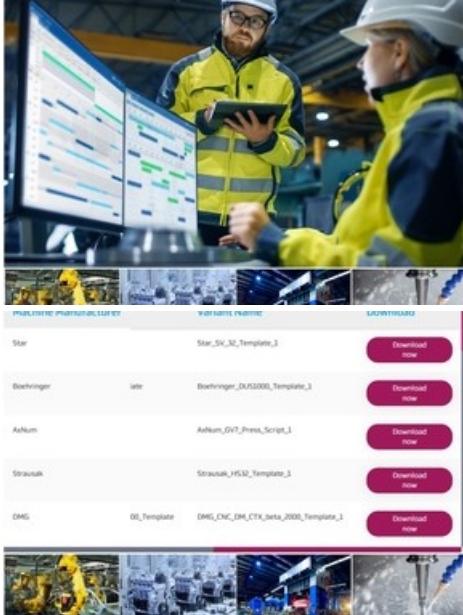 Machine Manufacturer Variant Name Download
Star Star_SV_32_Template_1 Download now
Boehringer late Boehringer_DUS1000_Template_1 Download now
AxNum AxNum_GV7_Press_Script_1 Download now
Strausak Strausak_HS32_Template_1 Download now
DMG 00_Template DMG_CNC_DM_CTX_beta_2000_Template_1 Download now